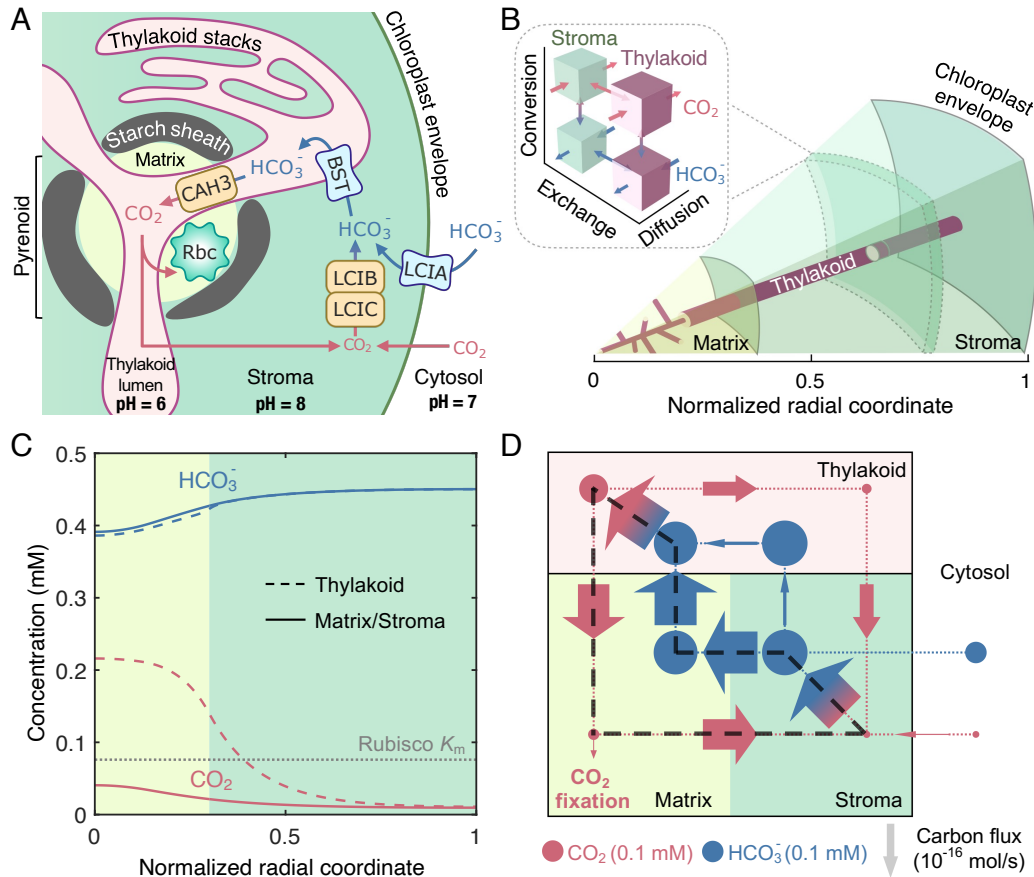 A
Thylakoid stacks
Chloroplast envelope
Starch sheath
Matrix
HCO₃⁻
BST
CAH3
Pyrenoid
CO₂
Rbc
HCO₃⁻
HCO₃⁻
LCIA
LCIB
LCIC
CO₂
CO₂
Thylakoid
lumen
pH = 6
Stroma
pH = 8
Cytosol
pH = 7
B
Stroma
Thylakoid
Conversion
CO₂
HCO₃⁻
Exchange
Diffusion
Chloroplast
envelope
Thylakoid
Matrix
Stroma
0
0.5
1
Normalized radial coordinate
C
Concentration (mM)
0.5
0.4
0.3
0.2
0.1
0
HCO₃⁻
Thylakoid
Matrix/Stroma
Rubisco Kₘ
CO₂
0
0.5
1
Normalized radial coordinate
D
Thylakoid
Cytosol
CO₂
fixation
Matrix
Stroma
CO₂ (0.1 mM)
HCO₃⁻ (0.1 mM)
Carbon flux
(10⁻¹⁶ mol/s)